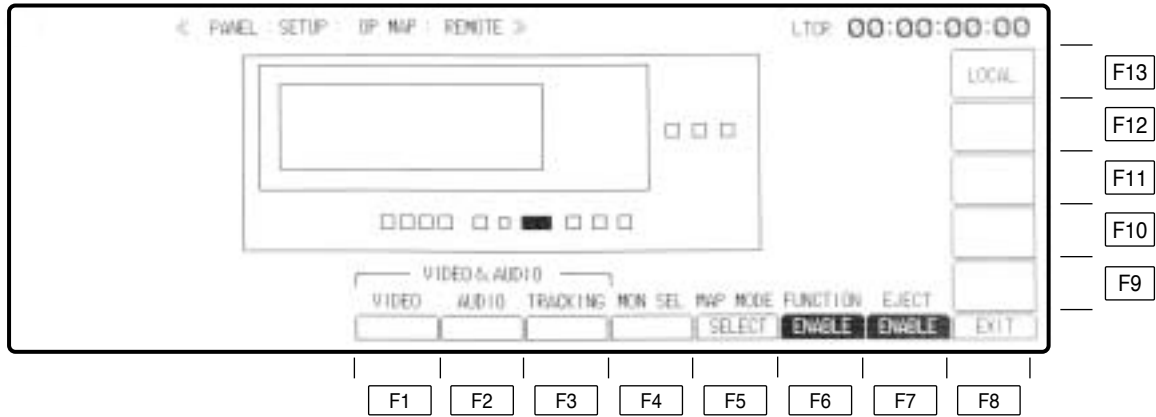 ≪ PANEL : SETUP : OP MAP : REMOTE ≫ LTCR 00:00:00:00
LOCAL
F13
F12
F11
F10
F9
VIDEO & AUDIO
VIDEO AUDIO TRACKING MON SEL MAP MODE FUNCTION EJECT
SELECT ENABLE ENABLE EXIT
F1 F2 F3 F4 F5 F6 F7 F8